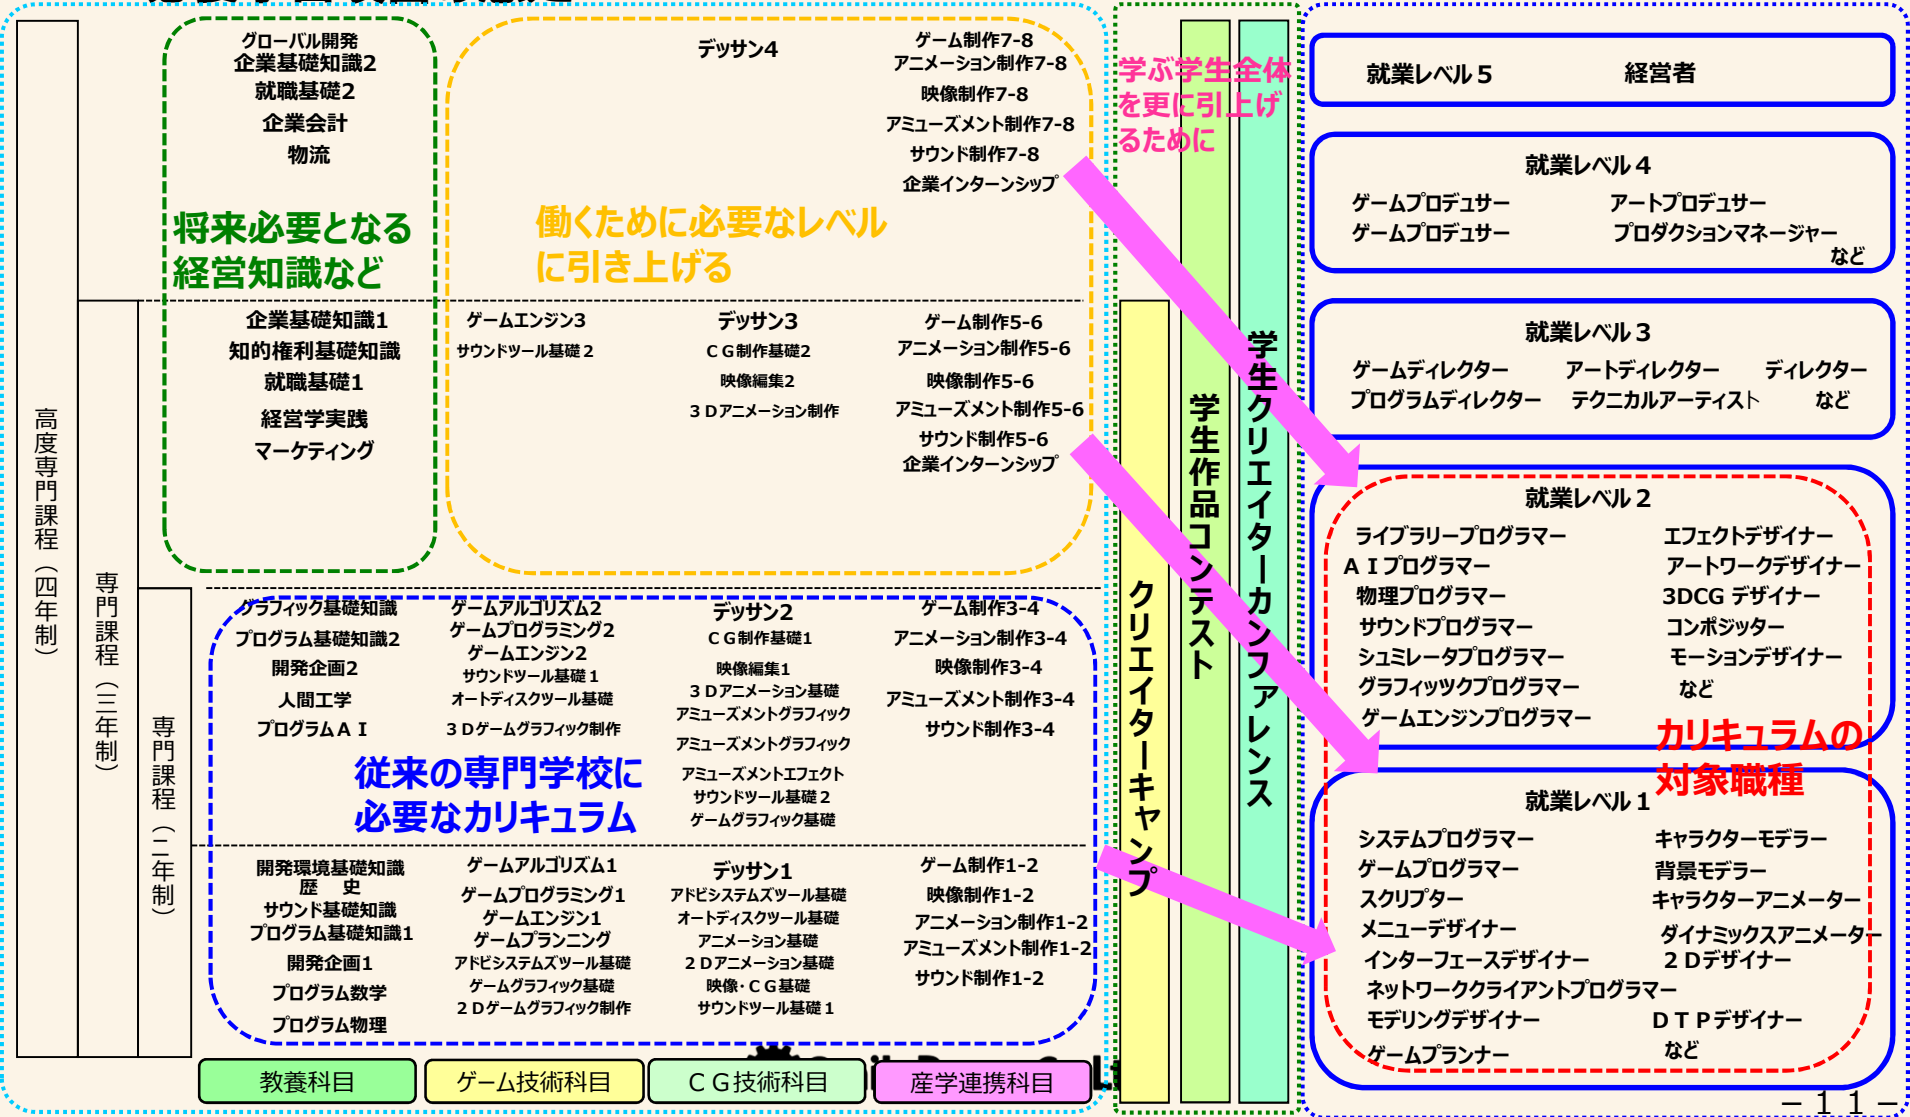 高度専門課程（四年制）
専門課程（三年制）
専門課程（二年制）
グローバル開発
企業基礎知識2
就職基礎2
企業会計
物流
将来必要となる
経営知識など
企業基礎知識1
知的権利基礎知識
就職基礎1
経営学実践
マーケティング
デッサン4
ゲーム制作7-8
アニメーション制作7-8
映像制作7-8
アミューズメント制作7-8
サウンド制作7-8
企業インターンシップ
働くために必要なレベル
に引き上げる
ゲームエンジン3
サウンドツール基礎２
デッサン3
ＣＧ制作基礎2
映像編集2
３Ｄアニメーション制作
ゲーム制作5-6
アニメーション制作5-6
映像制作5-6
アミューズメント制作5-6
サウンド制作5-6
企業インターンシップ
グラフィック基礎知識
プログラム基礎知識2
開発企画2
人間工学
プログラムＡＩ
ゲームアルゴリズム2
ゲームプログラミング2
ゲームエンジン2
サウンドツール基礎１
オートディスクツール基礎
３Ｄゲームグラフィック制作
デッサン2
ＣＧ制作基礎1
映像編集1
３Ｄアニメーション基礎
アミューズメントグラフィック
アミューズメントグラフィック
アミューズメントエフェクト
サウンドツール基礎２
ゲームグラフィック基礎
ゲーム制作3-4
アニメーション制作3-4
映像制作3-4
アミューズメント制作3-4
サウンド制作3-4
従来の専門学校に
必要なカリキュラム
開発環境基礎知識
歴　史
サウンド基礎知識
プログラム基礎知識1
開発企画1
プログラム数学
プログラム物理
ゲームアルゴリズム1
ゲームプログラミング1
ゲームエンジン1
ゲームプランニング
アドビシステムズツール基礎
ゲームグラフィック基礎
２Ｄゲームグラフィック制作
デッサン1
アドビシステムズツール基礎
オートディスクツール基礎
アニメーション基礎
２Ｄアニメーション基礎
映像・ＣＧ基礎
サウンドツール基礎１
ゲーム制作1-2
映像制作1-2
アニメーション制作1-2
アミューズメント制作1-2
サウンド制作1-2
教養科目
ゲーム技術科目
ＣＧ技術科目
産学連携科目
学ぶ学生全体
を更に引上げ
るために
クリエイターキャンプ
学生作品コンテスト
学生クリエイターカンファレンス
就業レベル５　経営者
就業レベル４
ゲームプロデュサー　アートプロデュサー
ゲームプロデュサー　プロダクションマネージャー
など
就業レベル３
ゲームディレクター　アートディレクター　ディレクター
プログラムディレクター　テクニカルアーティスト　など
就業レベル２
ライブラリープログラマー　エフェクトデザイナー
ＡＩプログラマー　アートワークデザイナー
物理プログラマー　3DCG デザイナー
サウンドプログラマー　コンポジッター
シュミレータプログラマー　モーションデザイナー
グラフィッツクプログラマー　など
ゲームエンジンプログラマー
カリキュラムの
対象職種
就業レベル１
システムプログラマー　キャラクターモデラー
ゲームプログラマー　背景モデラー
スクリプター　キャラクターアニメーター
メニューデザイナー　ダイナミックスアニメーター
インターフェースデザイナー　２Ｄデザイナー
ネットワーククライアントプログラマー
モデリングデザイナー　ＤＴＰデザイナー
ゲームプランナー　など
－１１－